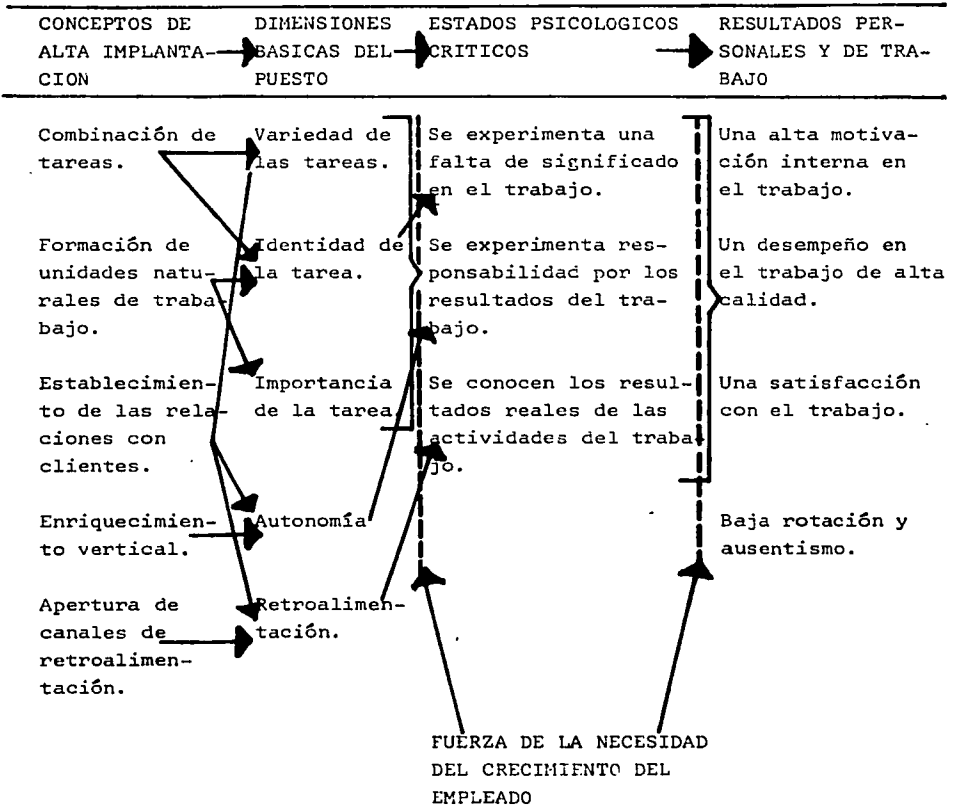 CONCEPTOS DE
ALTA IMPLANTA-
CION
DIMENSIONES
BASICAS DEL
PUESTO
ESTADOS PSICOLOGICOS
CRITICOS
RESULTADOS PER-
SONALES Y DE TRA-
BAJO
Combinación de
tareas.
Variedad de
las tareas.
Se experimenta una
falta de significado
en el trabajo.
Una alta motiva-
ción interna en
el trabajo.
Formación de
unidades natu-
rales de traba-
bajo.
Identidad de
la tarea.
Se experimenta res-
ponsabilidad por los
resultados del tra-
bajo.
Un desempeño en
el trabajo de alta
calidad.
Establecimien-
to de las rela-
ciones con
clientes.
Importancia
de la tarea.
Se conocen los resul-
tados reales de las
actividades del traba-
jo.
Una satisfacción
con el trabajo.
Enriquecimien-
to vertical.
Autonomía
Baja rotación y
ausentismo.
Apertura de
canales de
retroalimen-
tación.
Retroalimen-
tación.
FUERZA DE LA NECESIDAD
DEL CRECIMIENTO DEL
EMPLEADO